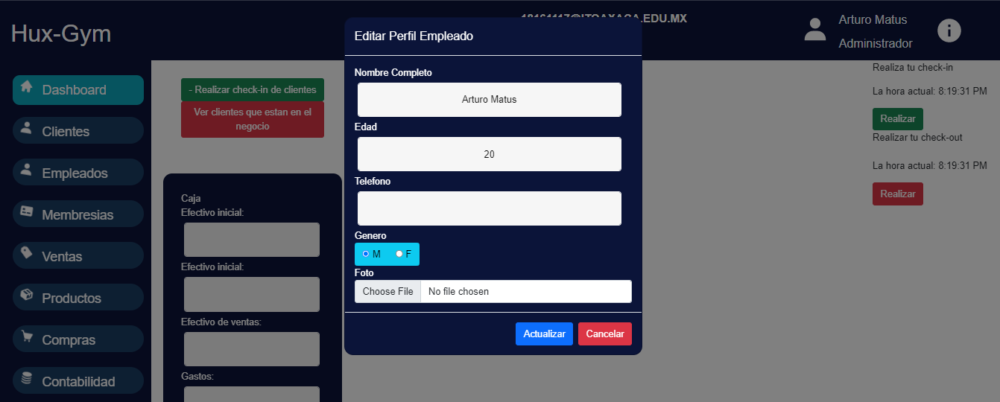 Hux-Gym
Dashboard
Clientes
Empleados
Membresias
Ventas
Productos
Compras
Contabilidad
- Realizar check-in de clientes
Ver clientes que estan en el
negocio
Caja
Efectivo inicial:
Efectivo inicial:
Efectivo de ventas:
Gastos:
.EDU.MX
Editar Perfil Empleado
Nombre Completo
Arturo Matus
Edad
20
Telefono
Genero
M
F
Foto
Choose File
No file chosen
Actualizar
Cancelar
Arturo Matus
Administrador
Realiza tu check-in
La hora actual: 8:19:31 PM
Realizar
Realizar tu check-out
La hora actual: 8:19:31 PM
Realizar